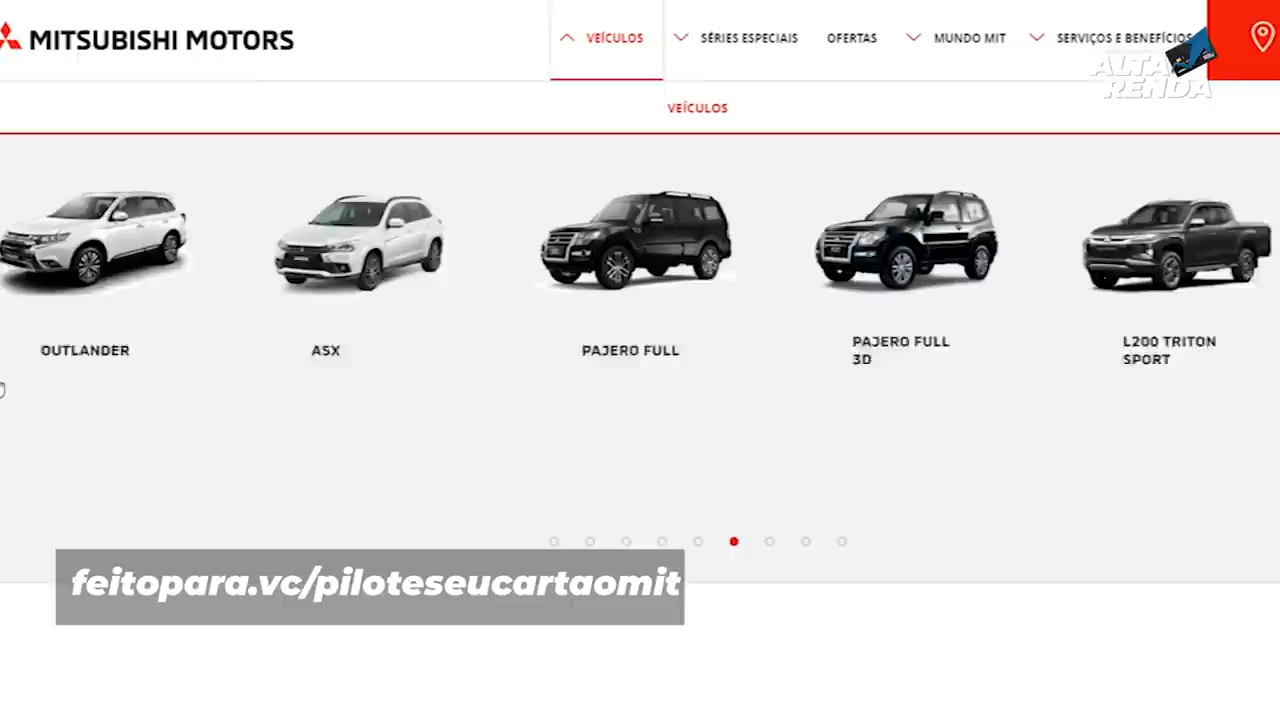 MITSUBISHI MOTORS
VEÍCULOS
SÉRIES ESPECIAIS
OFERTAS
MUNDO MIT
SERVIÇOS E BENEFÍCIOS
ALTA
RENDA
VEÍCULOS
OUTLANDER
ASX
PAJERO FULL
PAJERO FULL
3D
L200 TRITON
SPORT
feitopara.vc/piloteseucartaomit